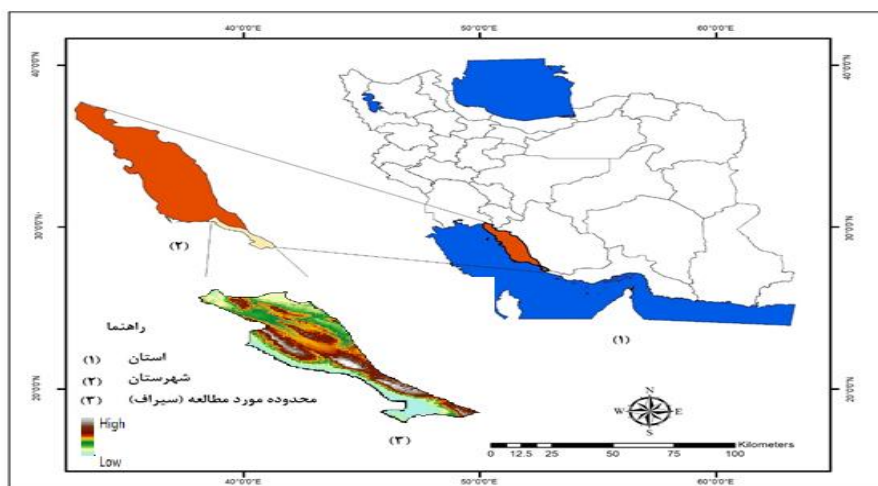 40°0'0"E 50°0'0"E 60°0'0"E
40°0'0"N 40°0'0"N
30°0'0"N 30°0'0"N
20°0'0"N 20°0'0"N
(۲)
(۱)
راهنما
(۱) استان
(۲) شهرستان
(۳) محدوده مورد مطالعه (سیراف)
High
Low
(۳)
N
W E
S
Kilometers
0 12.5 25 50 75 100
40°0'0"E 50°0'0"E 60°0'0"E